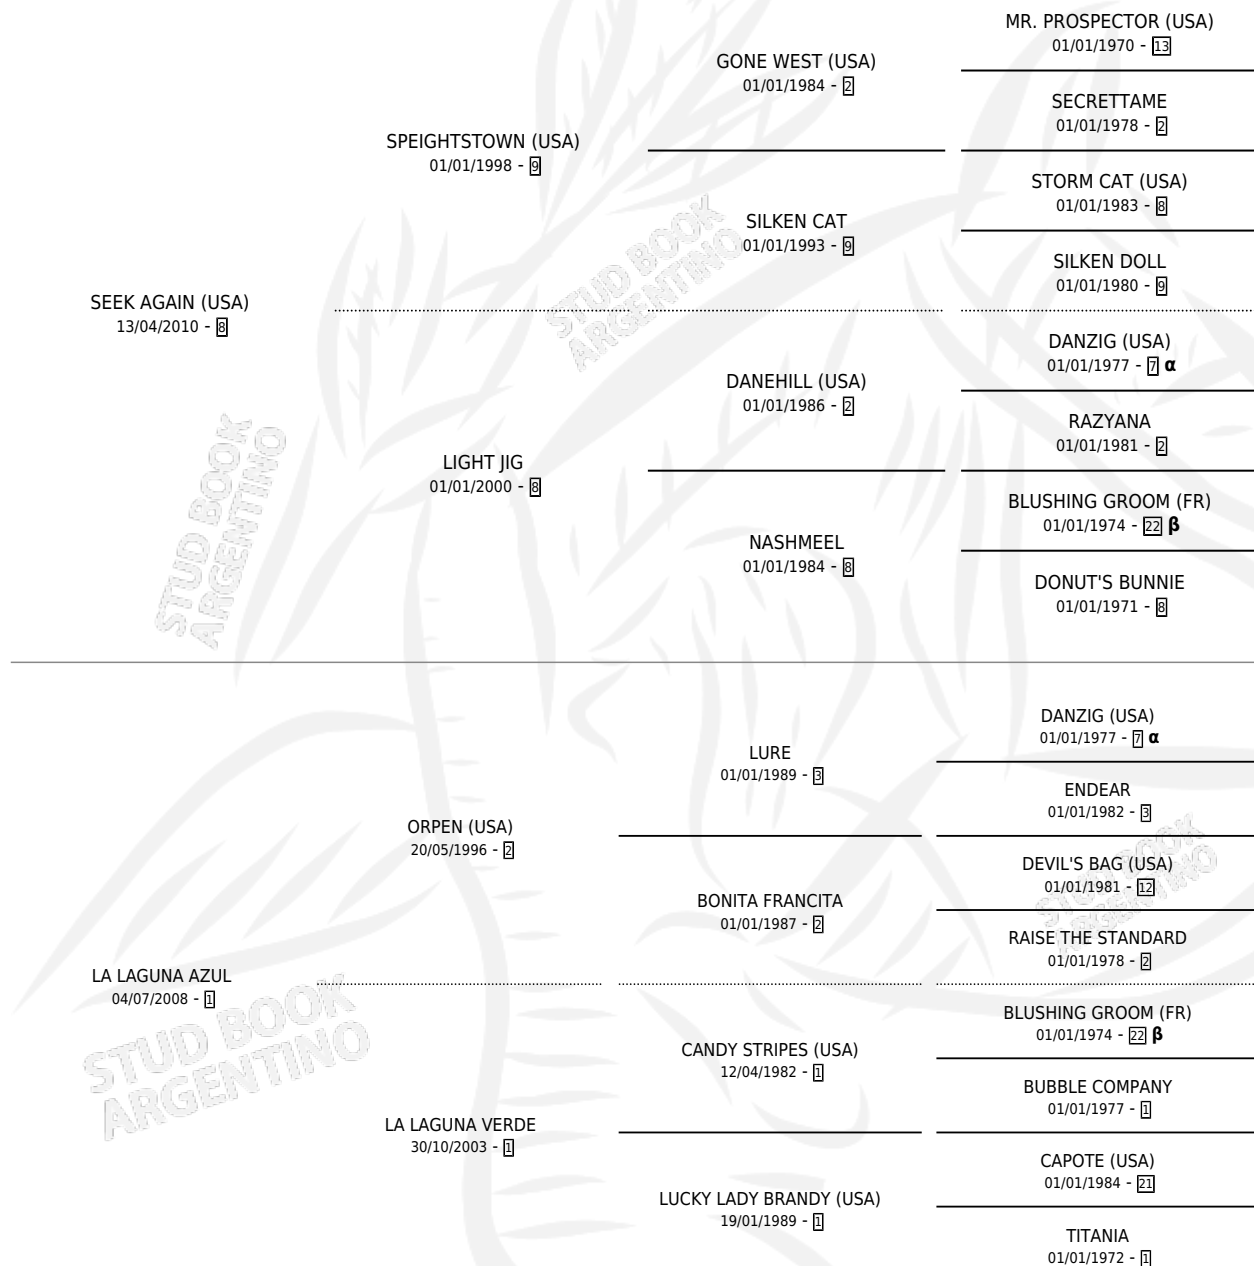 MR. PROSPECTOR (USA)
01/01/1970 - 13
GONE WEST (USA)
01/01/1984 - 2
SECRETTAME
01/01/1978 - 2
SPEIGHTSTOWN (USA)
01/01/1998 - 9
STORM CAT (USA)
01/01/1983 - 8
SILKEN CAT
01/01/1993 - 9
SILKEN DOLL
01/01/1980 - 9
SEEK AGAIN (USA)
13/04/2010 - 8
DANZIG (USA)
01/01/1977 - 7 α
DANEHILL (USA)
01/01/1986 - 2
RAZYANA
01/01/1981 - 2
LIGHT JIG
01/01/2000 - 8
BLUSHING GROOM (FR)
01/01/1974 - 22 β
NASHMEEL
01/01/1984 - 8
DONUT'S BUNNIE
01/01/1971 - 8
DANZIG (USA)
01/01/1977 - 7 α
LURE
01/01/1989 - 3
ENDEAR
01/01/1982 - 3
ORPEN (USA)
20/05/1996 - 2
DEVIL'S BAG (USA)
01/01/1981 - 12
BONITA FRANCITA
01/01/1987 - 2
RAISE THE STANDARD
01/01/1978 - 2
LA LAGUNA AZUL
04/07/2008 - 1
BLUSHING GROOM (FR)
01/01/1974 - 22 β
CANDY STRIPES (USA)
12/04/1982 - 1
BUBBLE COMPANY
01/01/1977 - 1
LA LAGUNA VERDE
30/10/2003 - 1
CAPOTE (USA)
01/01/1984 - 21
LUCKY LADY BRANDY (USA)
19/01/1989 - 1
TITANIA
01/01/1972 - 1
STUD BOOK
ARGENTINO
STUD BOOK
ARGENTINO
STUD BOOK
ARGENTINO
STUD BOOK
ARGENTINO